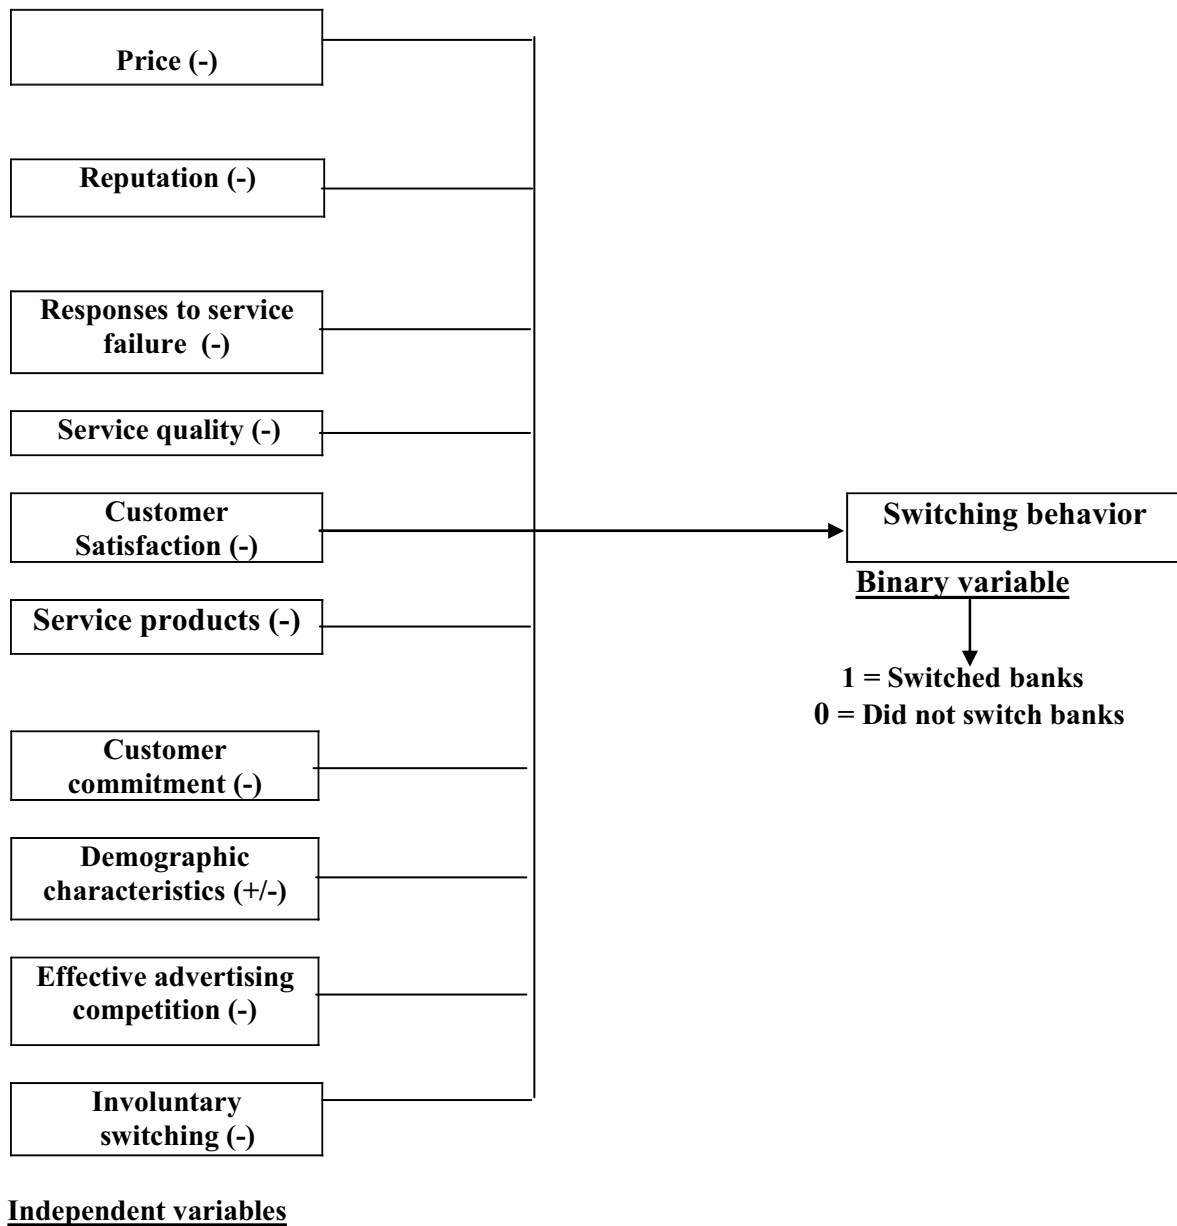 Price (-)
Reputation (-)
Responses to service
failure (-)
Service quality (-)
Customer
Satisfaction (-)
Service products (-)
Customer
commitment (-)
Demographic
characteristics (+/-)
Effective advertising
competition (-)
Involuntary
switching (-)
Independent variables
Switching behavior
Binary variable
1 = Switched banks
0 = Did not switch banks